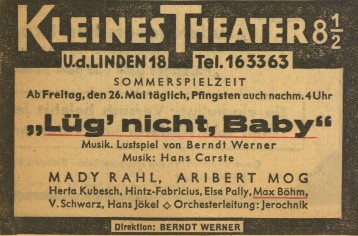 KLEINES THEATER 8 1/2
U. d. LINDEN 18 Tel. 163363
SOMMERSPIELZEIT
Ab Freitag, den 26. Mai täglich, Pfingsten auch nachm. 4 Uhr
„Lüg' nicht, Baby“
Musik. Lustspiel von Berndt Werner
Musik: Hans Carste
MADY RAHL, ARIBERT MOG
Herta Kubesch, Hintz-Fabricius, Else Pally, Max Böhm,
V. Schwarz, Hans Jökel ◇ Orchesterleitung: Jerochnik
Direktion: BERNDT WERNER